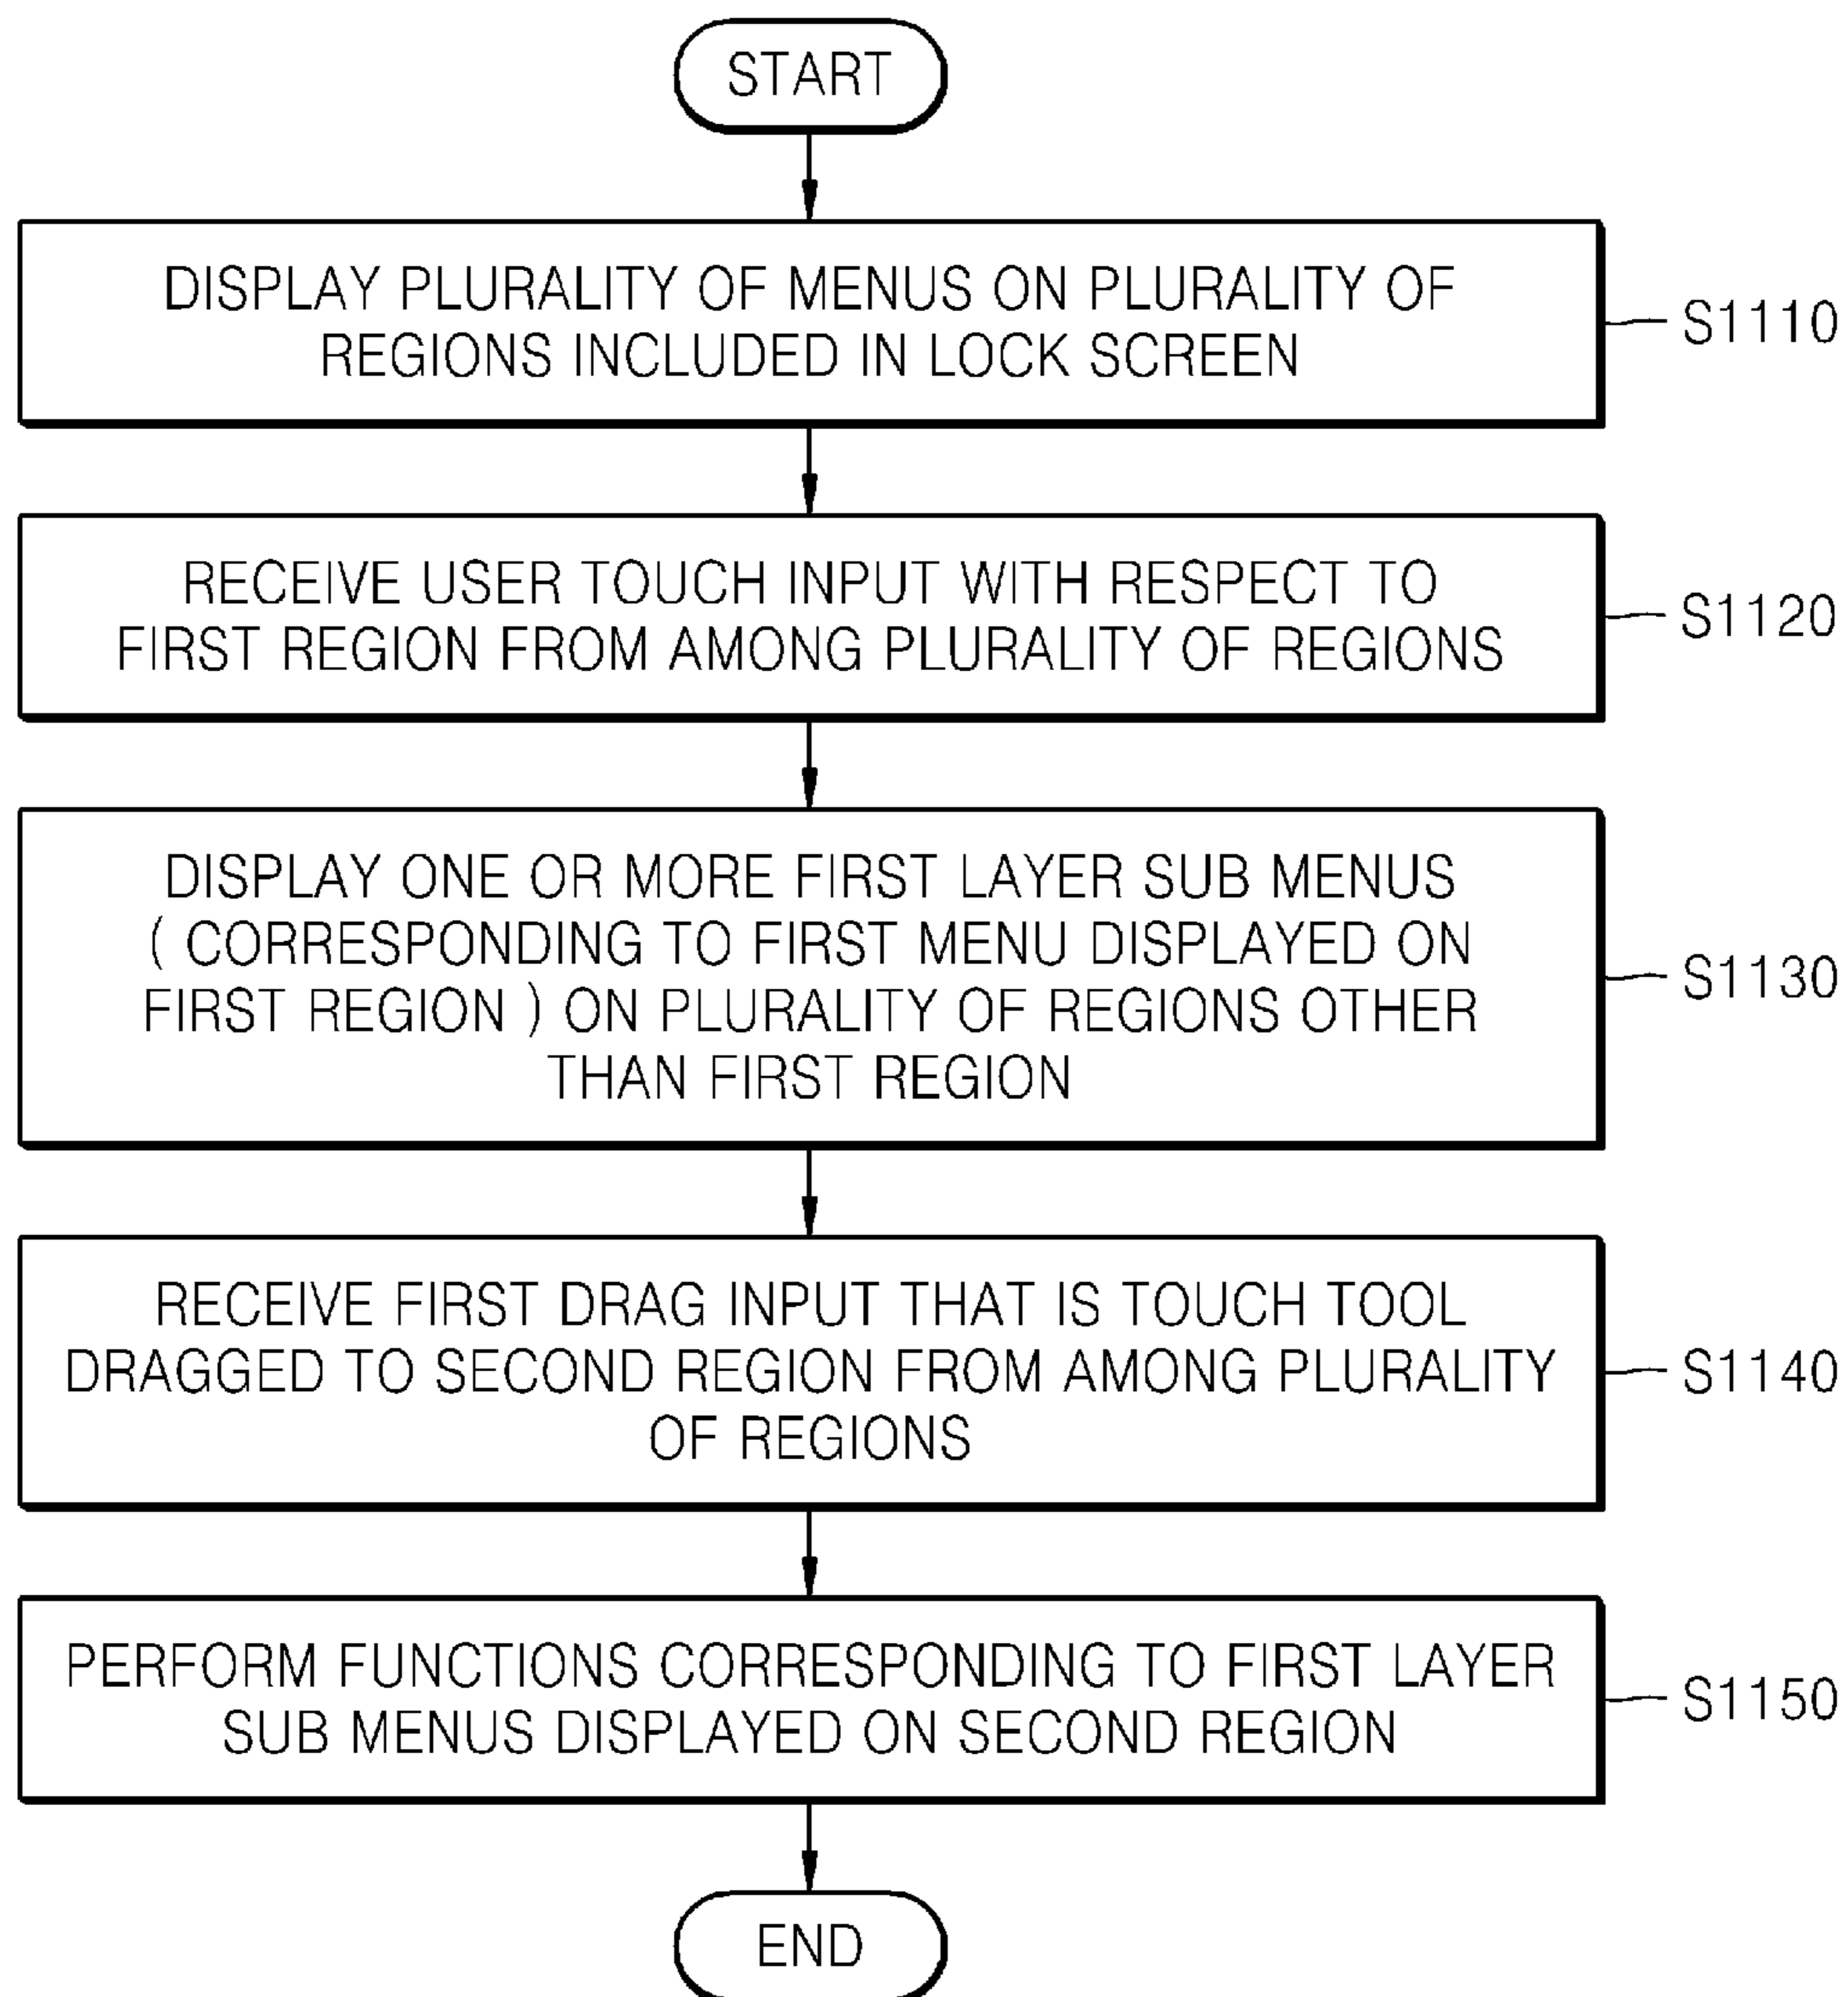 START
DISPLAY PLURALITY OF MENUS ON PLURALITY OF
REGIONS INCLUDED IN LOCK SCREEN
S1110
RECEIVE USER TOUCH INPUT WITH RESPECT TO
FIRST REGION FROM AMONG PLURALITY OF REGIONS
S1120
DISPLAY ONE OR MORE FIRST LAYER SUB MENUS
( CORRESPONDING TO FIRST MENU DISPLAYED ON
FIRST REGION ) ON PLURALITY OF REGIONS OTHER
THAN FIRST REGION
S1130
RECEIVE FIRST DRAG INPUT THAT IS TOUCH TOOL
DRAGGED TO SECOND REGION FROM AMONG PLURALITY
OF REGIONS
S1140
PERFORM FUNCTIONS CORRESPONDING TO FIRST LAYER
SUB MENUS DISPLAYED ON SECOND REGION
S1150
END